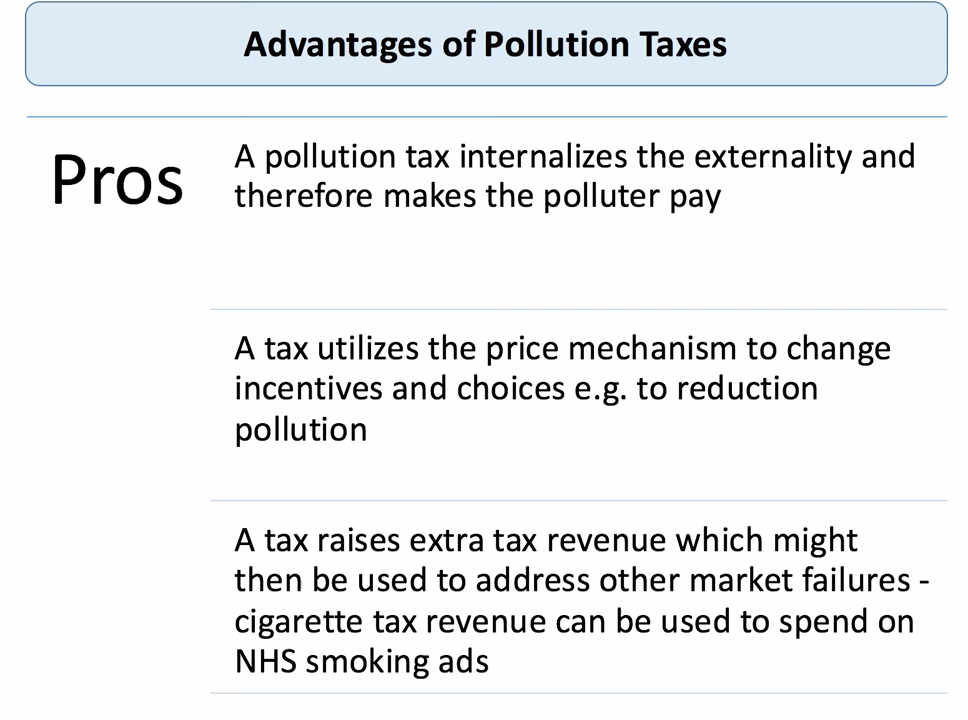 Advantages of Pollution Taxes
Pros
A pollution tax internalizes the externality and
therefore makes the polluter pay
A tax utilizes the price mechanism to change
incentives and choices e.g. to reduction
pollution
A tax raises extra tax revenue which might
then be used to address other market failures -
cigarette tax revenue can be used to spend on
NHS smoking ads